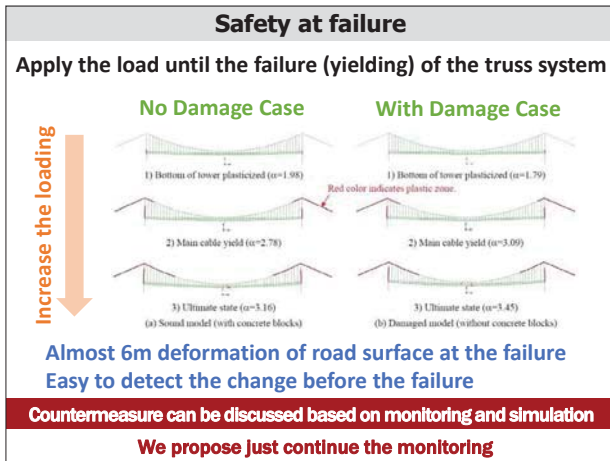 Safety at failure
Apply the load until the failure (yielding) of the truss system
No Damage Case
With Damage Case
Increase the loading
1) Bottom of tower plasticized (α=1.98)
1) Bottom of tower plasticized (α=1.79)
Red color indicates plastic zone.
2) Main cable yield (α=2.78)
2) Main cable yield (α=3.09)
3) Ultimate state (α=3.16)
3) Ultimate state (α=3.45)
(a) Sound model (with concrete blocks)
(b) Damaged model (without concrete blocks)
Almost 6m deformation of road surface at the failure
Easy to detect the change before the failure
Countermeasure can be discussed based on monitoring and simulation
We propose just continue the monitoring